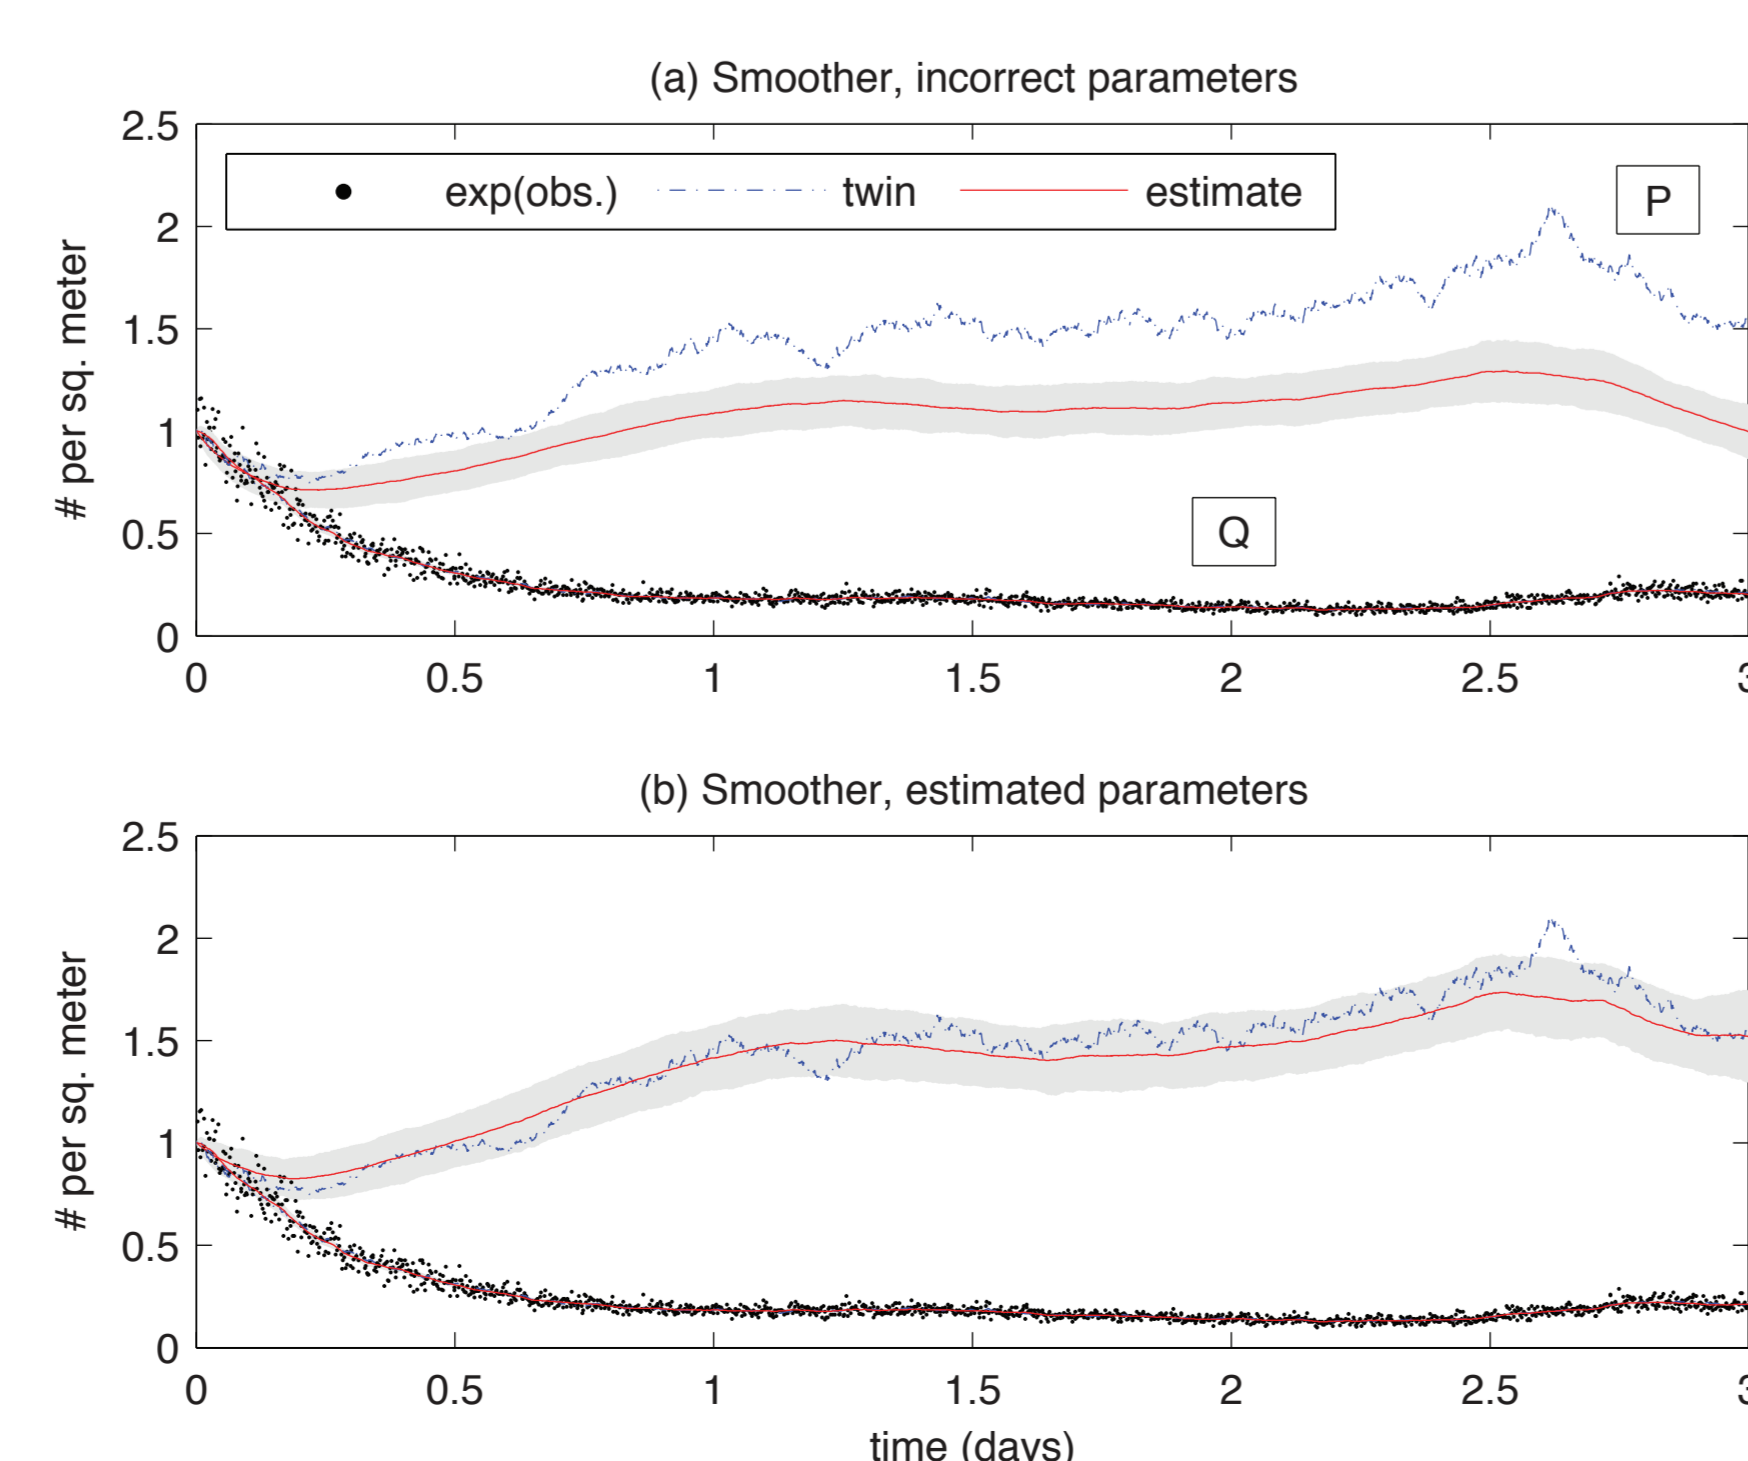 (a) Smoother, incorrect parameters
2.5
exp(obs.) twin estimate
P
2
1.5
1
Q
0.5
0
# per sq. meter
0 0.5 1 1.5 2 2.5 3
(b) Smoother, estimated parameters
2.5
2
1.5
1
0.5
0
# per sq. meter
0 0.5 1 1.5 2 2.5 3
time (days)